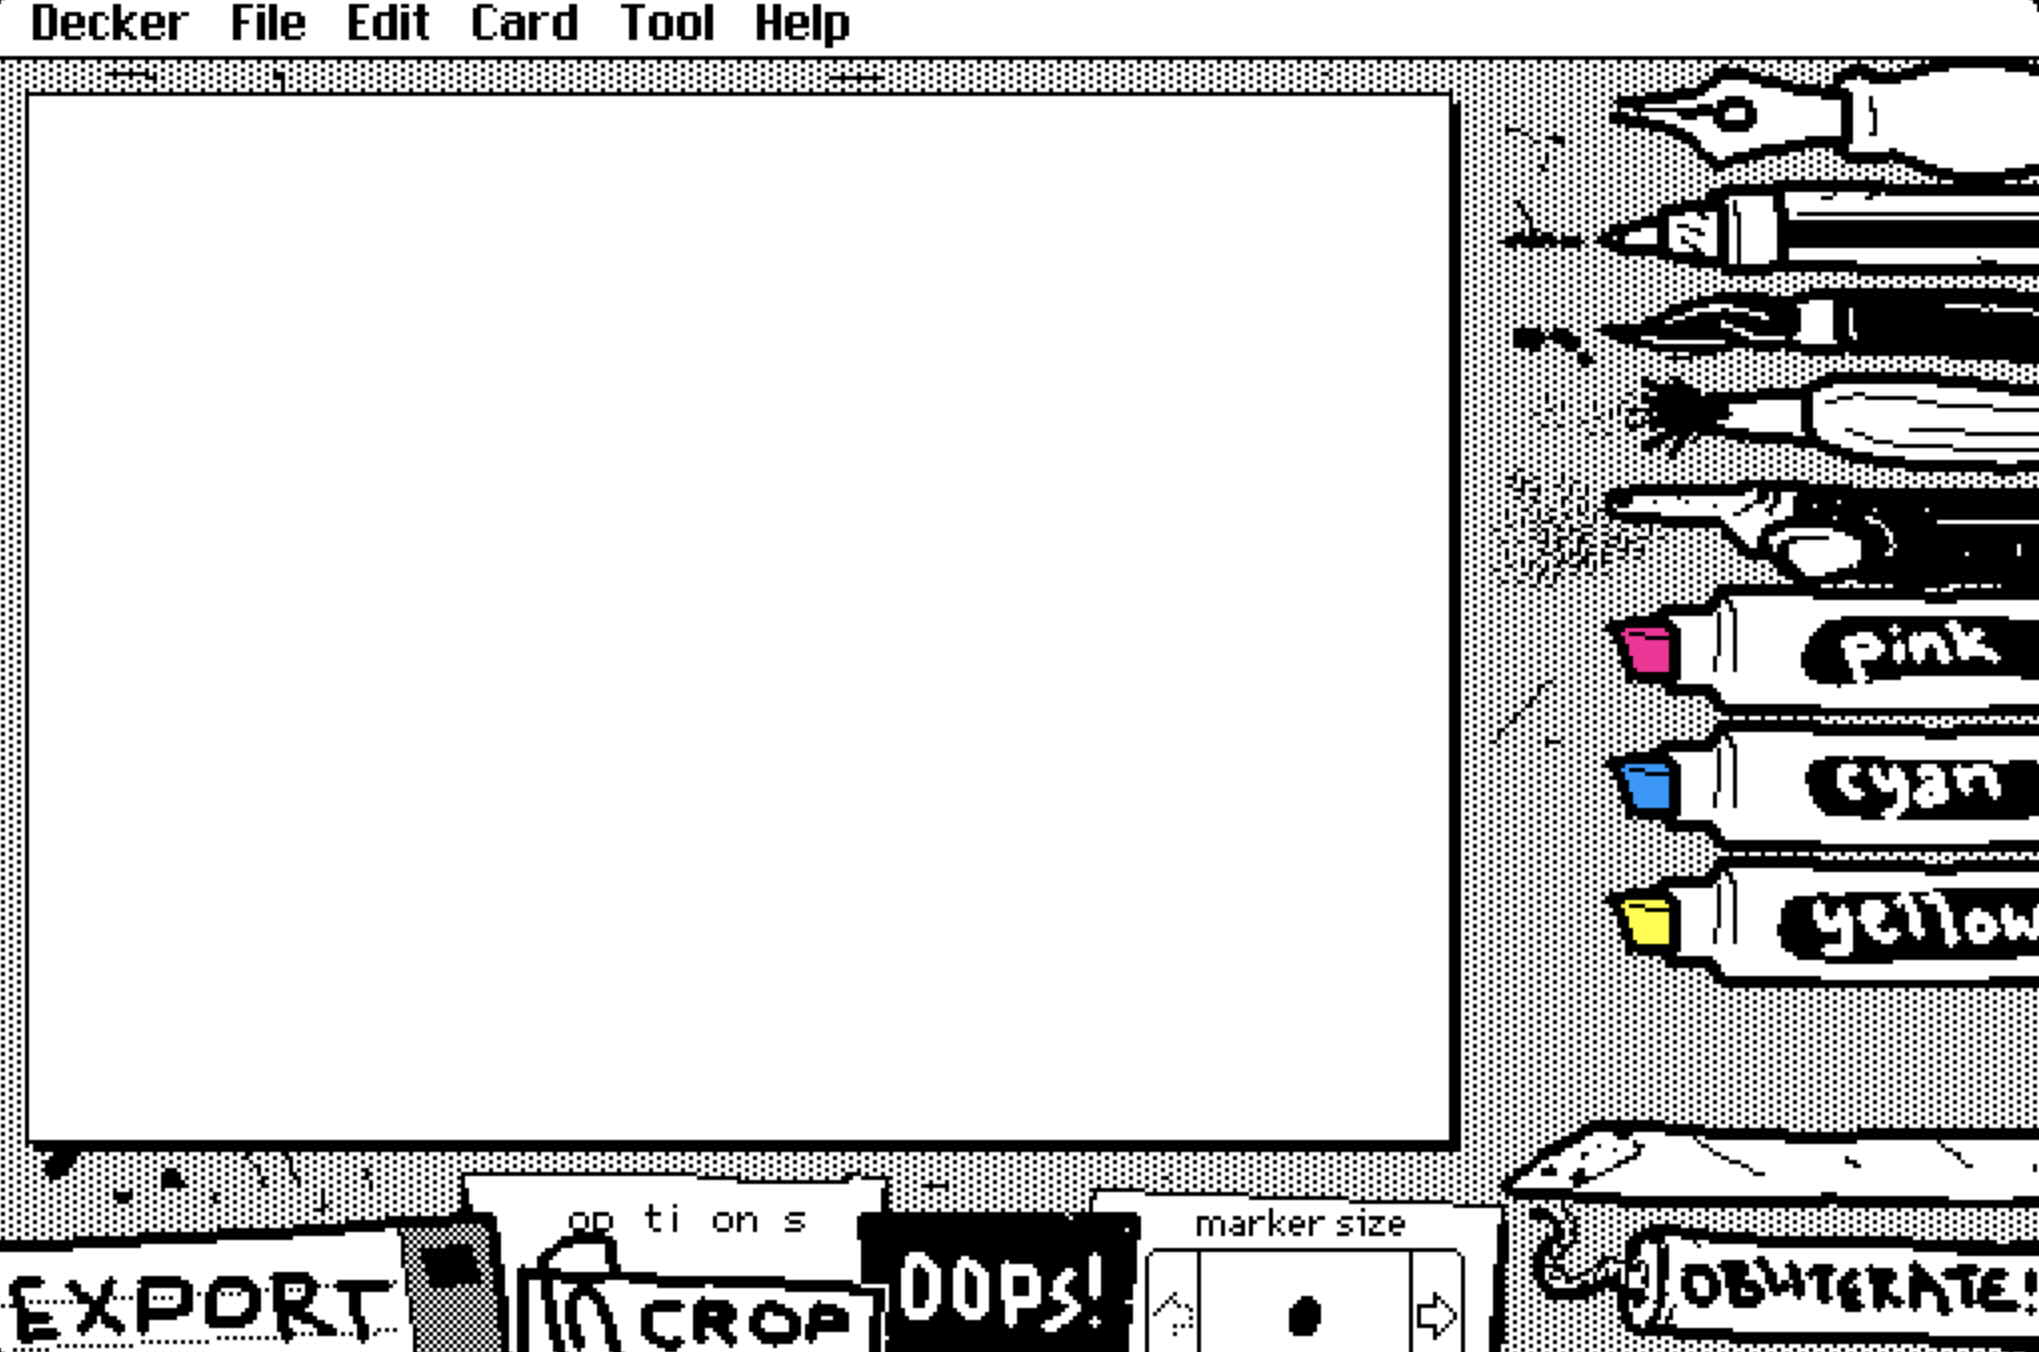 Decker File Edit Card Tool Help
pink
cyan
yellow
op ti on s
marker size
EXPORT
CROP
OOPS!
OBLITERATE!